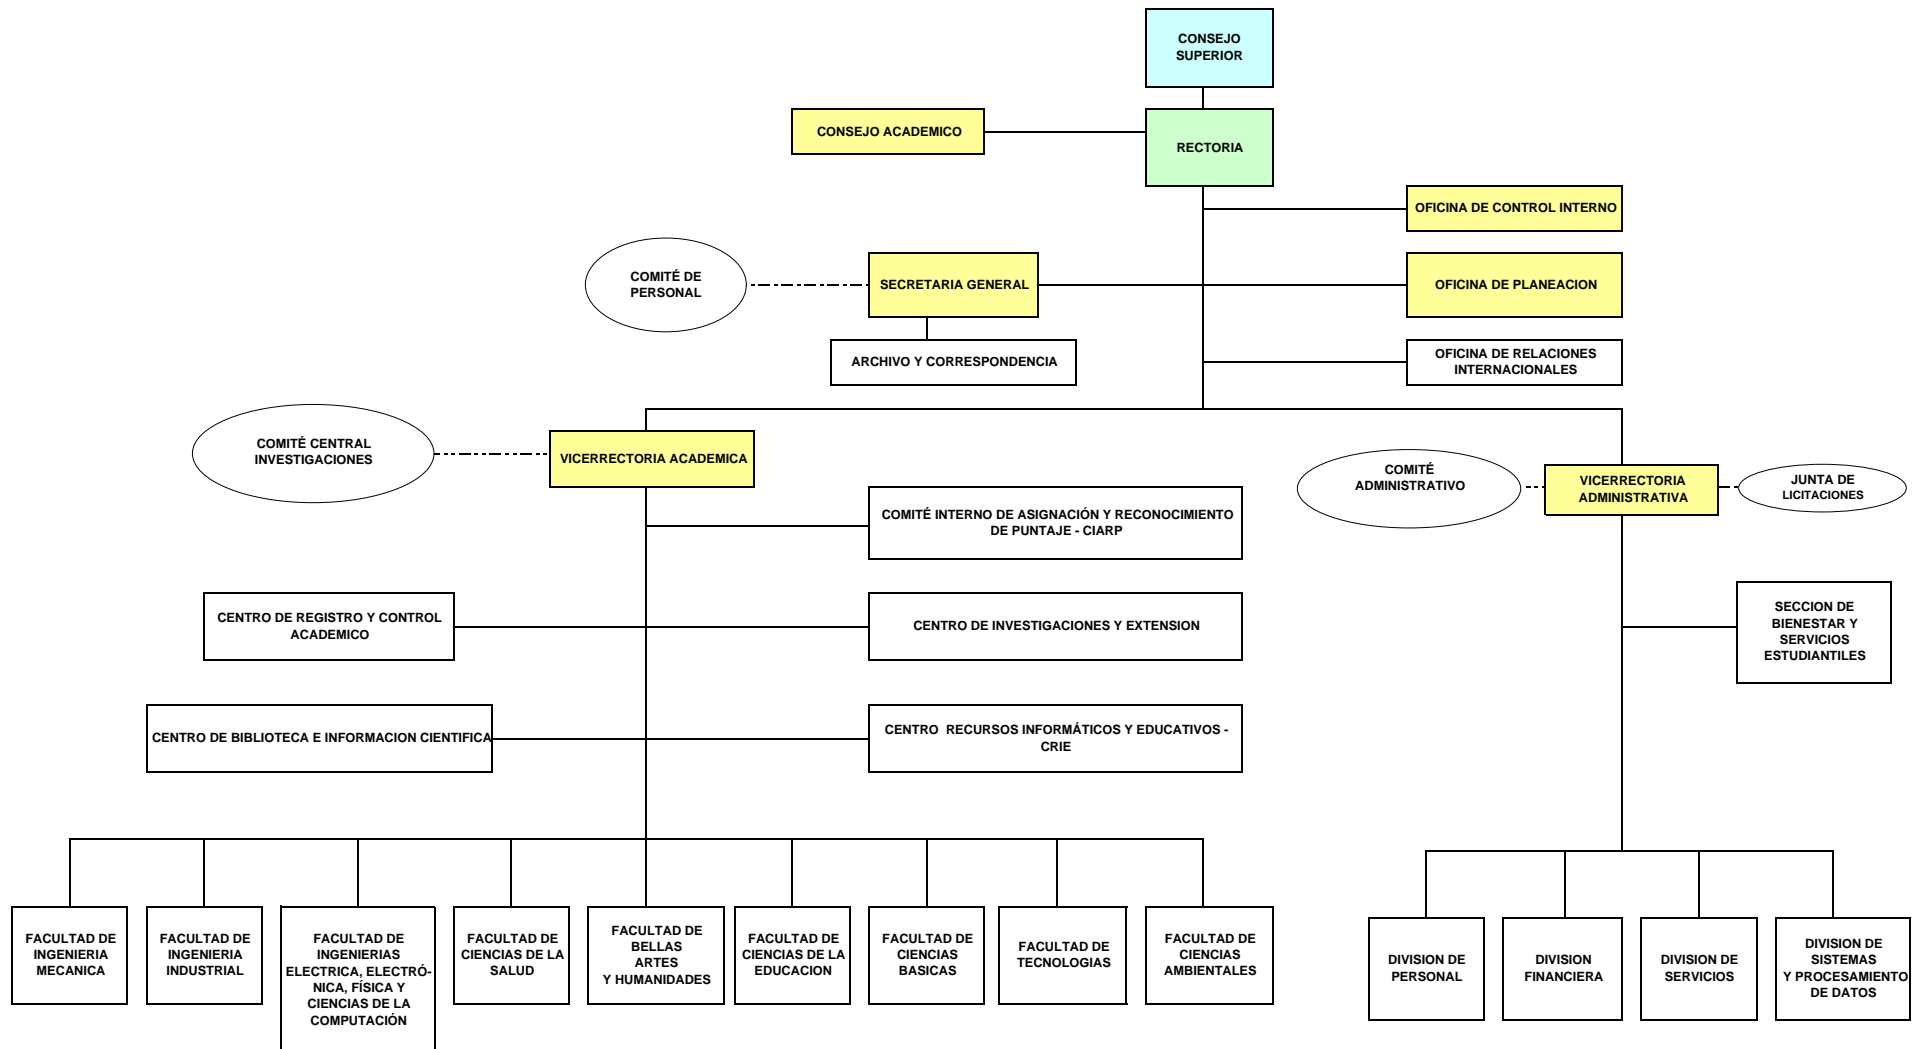 CONSEJO
SUPERIOR
CONSEJO ACADEMICO
RECTORIA
OFICINA DE CONTROL INTERNO
COMITÉ DE
PERSONAL
SECRETARIA GENERAL
OFICINA DE PLANEACION
ARCHIVO Y CORRESPONDENCIA
OFICINA DE RELACIONES
INTERNACIONALES
COMITÉ CENTRAL
INVESTIGACIONES
VICERRECTORIA ACADEMICA
COMITÉ
ADMINISTRATIVO
VICERRECTORIA
ADMINISTRATIVA
JUNTA DE
LICITACIONES
COMITÉ INTERNO DE ASIGNACIÓN Y RECONOCIMIENTO
DE PUNTAJE - CIARP
CENTRO DE REGISTRO Y CONTROL
ACADEMICO
CENTRO DE INVESTIGACIONES Y EXTENSION
SECCION DE
BIENESTAR Y
SERVICIOS
ESTUDIANTILES
CENTRO DE BIBLIOTECA E INFORMACION CIENTIFICA
CENTRO  RECURSOS INFORMÁTICOS Y EDUCATIVOS -
CRIE
FACULTAD DE
INGENIERIA
MECANICA
FACULTAD DE
INGENIERIA
INDUSTRIAL
FACULTAD DE
INGENIERIAS
ELECTRICA, ELECTRÓ-
NICA, FÍSICA Y
CIENCIAS DE LA
COMPUTACIÓN
FACULTAD DE
CIENCIAS DE LA
SALUD
FACULTAD DE
BELLAS
ARTES
Y HUMANIDADES
FACULTAD DE
CIENCIAS DE LA
EDUCACION
FACULTAD DE
CIENCIAS
BASICAS
FACULTAD DE
TECNOLOGIAS
FACULTAD DE
CIENCIAS
AMBIENTALES
DIVISION DE
PERSONAL
DIVISION
FINANCIERA
DIVISION DE
SERVICIOS
DIVISION DE
SISTEMAS
Y PROCESAMIENTO
DE DATOS